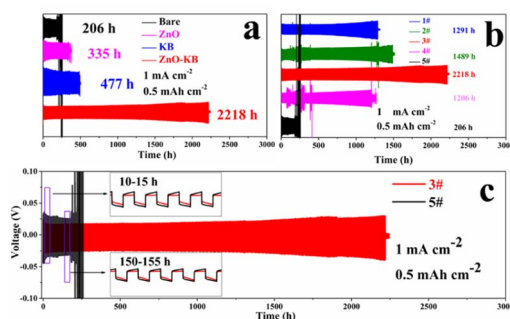 a
206 h
Bare
335 h
ZnO
477 h
KB
ZnO-KB
1 mA cm-2
0.5 mAh cm-2
2218 h
0 500 1000 1500 2000 2500 3000
Time (h)
b
1#
2#
3#
4#
5#
1291 h
1489 h
2218 h
1206 h
206 h
1 mA cm-2
0.5 mAh cm-2
0 500 1000 1500 2000 2500 3000
Time (h)
c
0.10
0.05
0.00
-0.05
-0.10
Voltage (V)
10-15 h
150-155 h
3#
5#
1 mA cm-2
0.5 mAh cm-2
0 500 1000 1500 2000 2500
Time (h)